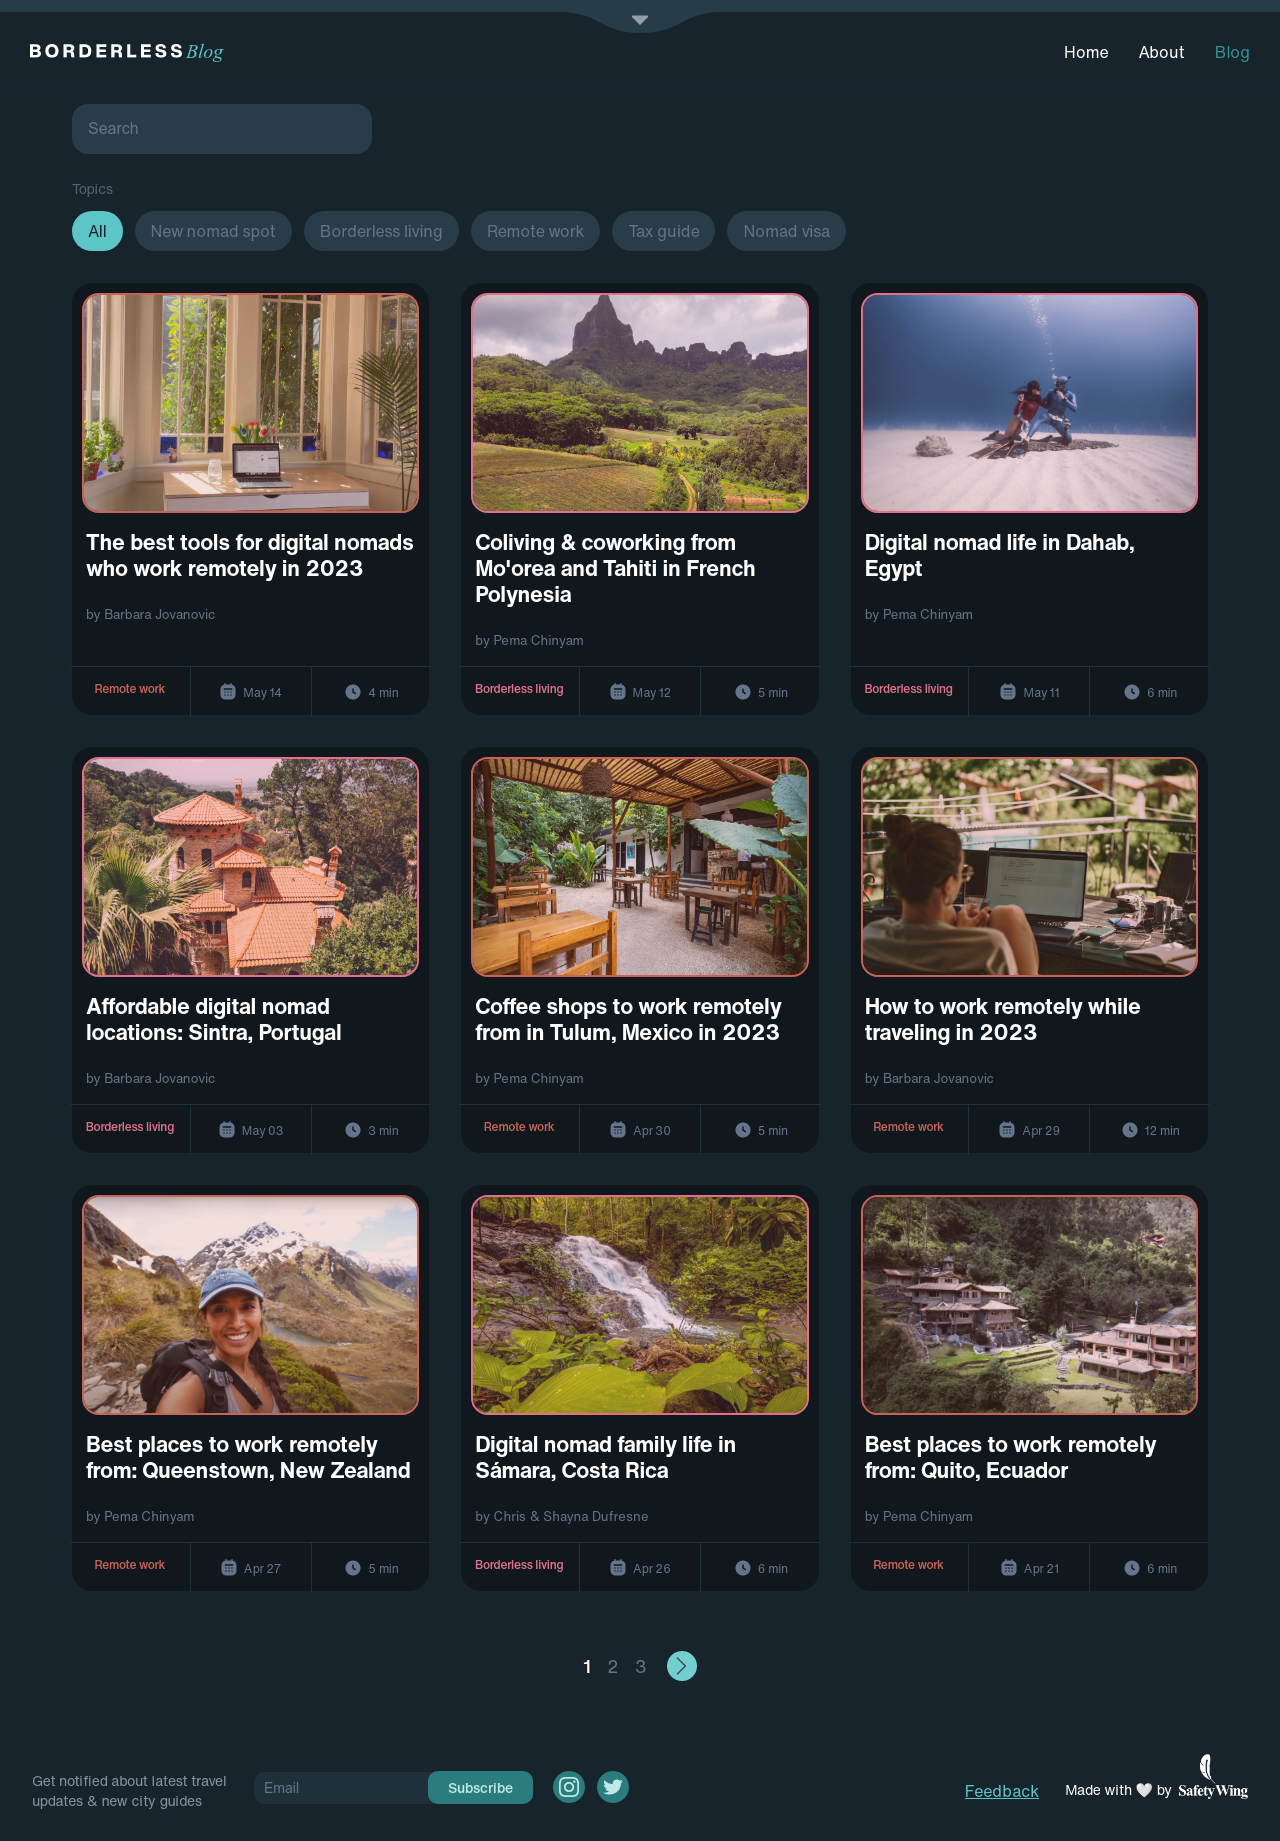 BORDERLESS Blog
Home About Blog
Search
Topics
All New nomad spot Borderless living Remote work Tax guide Nomad visa
The best tools for digital nomads
who work remotely in 2023
by Barbara Jovanovic
Remote work May 14 4 min
Coliving & coworking from
Mo'orea and Tahiti in French
Polynesia
by Pema Chinyam
Borderless living May 12 5 min
Digital nomad life in Dahab,
Egypt
by Pema Chinyam
Borderless living May 11 6 min
Affordable digital nomad
locations: Sintra, Portugal
by Barbara Jovanovic
Borderless living May 03 3 min
Coffee shops to work remotely
from in Tulum, Mexico in 2023
by Pema Chinyam
Remote work Apr 30 5 min
How to work remotely while
traveling in 2023
by Barbara Jovanovic
Remote work Apr 29 12 min
Best places to work remotely
from: Queenstown, New Zealand
by Pema Chinyam
Remote work Apr 27 5 min
Digital nomad family life in
Sámara, Costa Rica
by Chris & Shayna Dufresne
Borderless living Apr 26 6 min
Best places to work remotely
from: Quito, Ecuador
by Pema Chinyam
Remote work Apr 21 6 min
1 2 3
Get notified about latest travel
updates & new city guides
Email Subscribe
Feedback
Made with 🤍 by SafetyWing